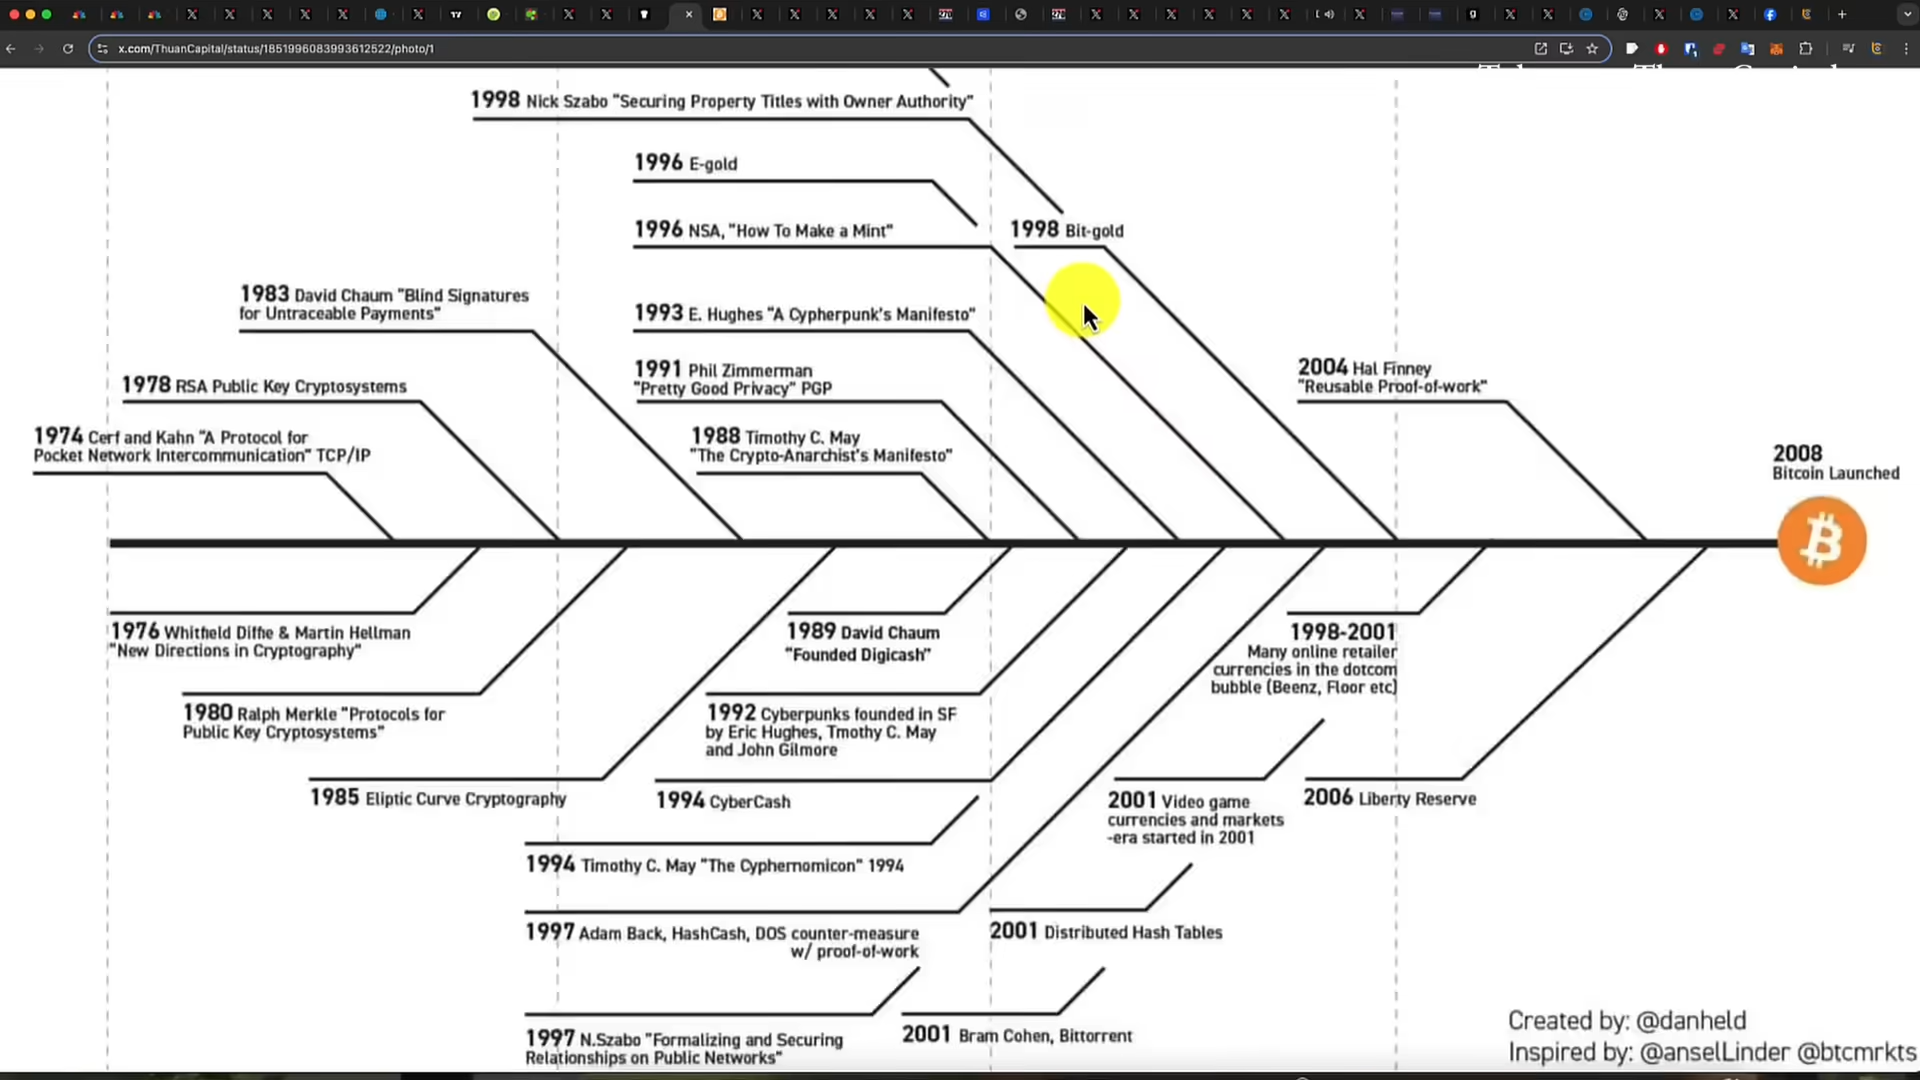 x.com/ThuanCapital/status/1851996083993612522/photo/1
1998 Nick Szabo "Securing Property Titles with Owner Authority"
1996 E-gold
1996 NSA, "How To Make a Mint"
1998 Bit-gold
1983 David Chaum "Blind Signatures
for Untraceable Payments"
1993 E. Hughes "A Cypherpunk's Manifesto"
1991 Phil Zimmerman
"Pretty Good Privacy" PGP
2004 Hal Finney
"Reusable Proof-of-work"
1978 RSA Public Key Cryptosystems
1974 Cerf and Kahn "A Protocol for
Pocket Network Intercommunication" TCP/IP
1988 Timothy C. May
"The Crypto-Anarchist's Manifesto"
2008
Bitcoin Launched
1976 Whitfield Diffie & Martin Hellman
"New Directions in Cryptography"
1989 David Chaum
"Founded Digicash"
1998-2001
Many online retailer
currencies in the dotcom
bubble (Beenz, Floor etc)
1980 Ralph Merkle "Protocols for
Public Key Cryptosystems"
1992 Cyberpunks founded in SF
by Eric Hughes, Tmothy C. May
and John Gilmore
1985 Eliptic Curve Cryptography
1994 CyberCash
2001 Video game
currencies and markets
-era started in 2001
2006 Liberty Reserve
1994 Timothy C. May "The Cyphernomicon" 1994
1997 Adam Back, HashCash, DOS counter-measure
w/ proof-of-work
2001 Distributed Hash Tables
1997 N.Szabo "Formalizing and Securing
Relationships on Public Networks"
2001 Bram Cohen, Bittorrent
Created by: @danheld
Inspired by: @anselLinder @btcmrkts